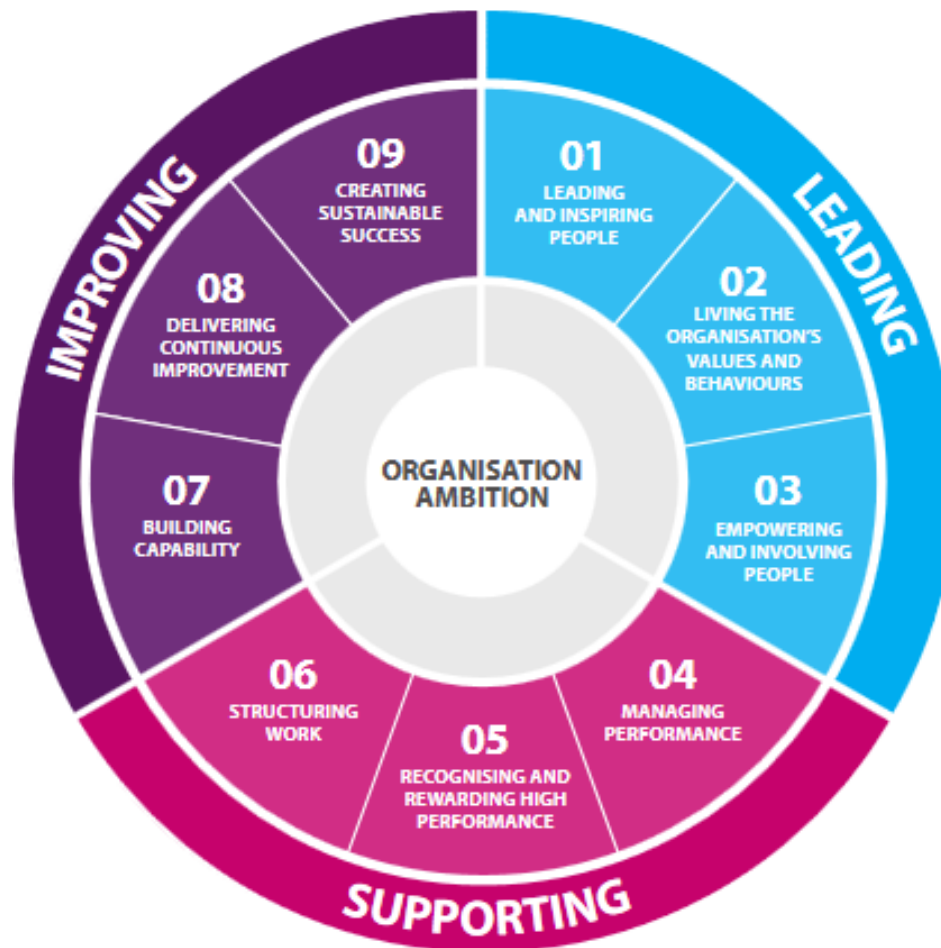 IMPROVING
LEADING
SUPPORTING
01
LEADING
AND INSPIRING
PEOPLE
02
LIVING THE
ORGANISATION'S
VALUES AND
BEHAVIOURS
03
EMPOWERING
AND INVOLVING
PEOPLE
04
MANAGING
PERFORMANCE
05
RECOGNISING AND
REWARDING HIGH
PERFORMANCE
06
STRUCTURING
WORK
07
BUILDING
CAPABILITY
08
DELIVERING
CONTINUOUS
IMPROVEMENT
09
CREATING
SUSTAINABLE
SUCCESS
ORGANISATION
AMBITION